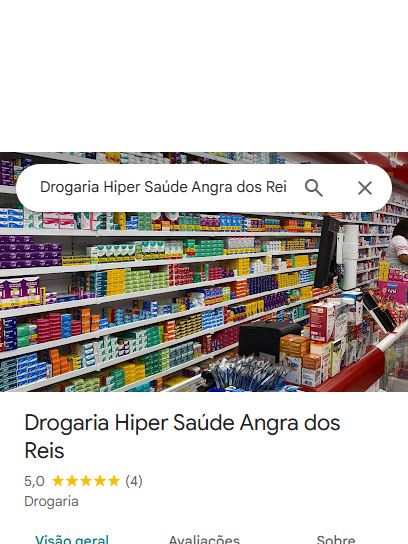 Drogaria Hiper Saúde Angra dos Rei
Drogaria Hiper Saúde Angra dos
Reis
5,0 (4)
Drogaria
Visão geral Avaliações Sobre